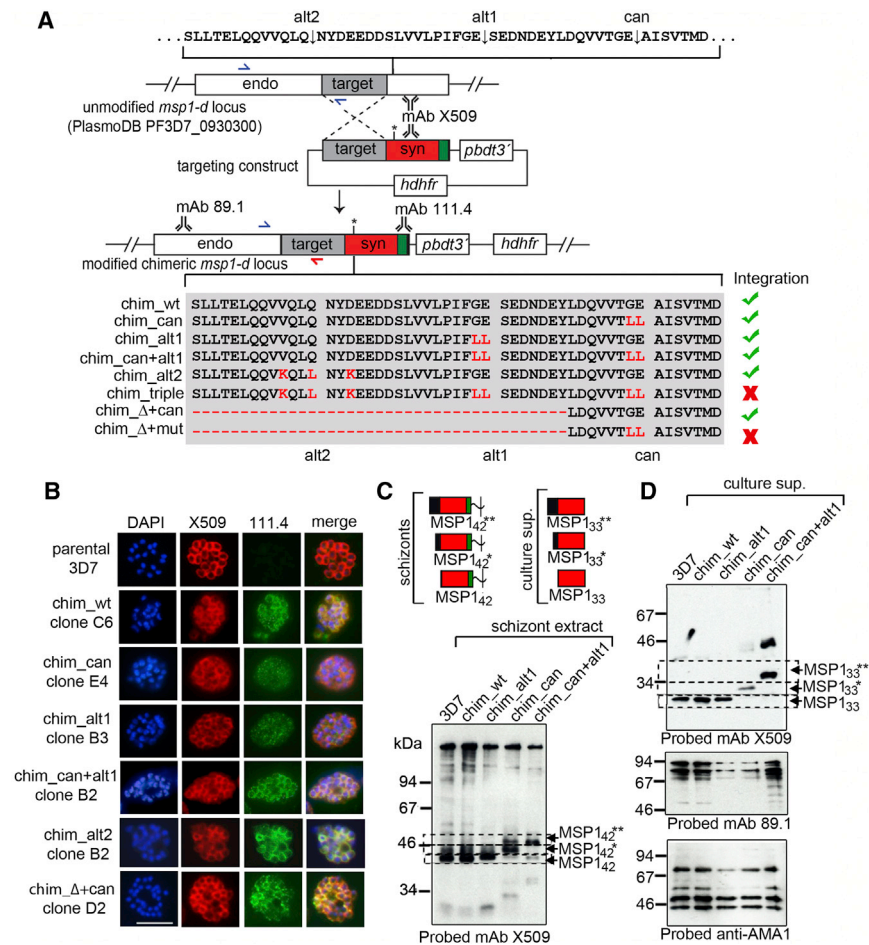 A
alt2 alt1 can
...SLLTELQQVVQLQ↓NYDEEDDSLVVLPIFGE↓SEDNDEYLDQVVTGE↓AISVTMD...
endo target
unmodified msp1-d locus
(PlasmoDB PF3D7_0930300)
mAb X509
*
target syn pbdt3´
targeting construct
hdhfr
mAb 89.1 mAb 111.4
*
endo target syn pbdt3´ hdhfr
modified chimeric msp1-d locus
Integration
chim_wt SLLTELQQVVQLQ NYDEEDDSLVVLPIFGE SEDNDEYLDQVVTGE AISVTMD ✓
chim_can SLLTELQQVVQLQ NYDEEDDSLVVLPIFGE SEDNDEYLDQVVTLL AISVTMD ✓
chim_alt1 SLLTELQQVVQLQ NYDEEDDSLVVLPIFLL SEDNDEYLDQVVTGE AISVTMD ✓
chim_can+alt1 SLLTELQQVVQLQ NYDEEDDSLVVLPIFLL SEDNDEYLDQVVTLL AISVTMD ✓
chim_alt2 SLLTELQQVKQLL NYKEEDDSLVVLPIFGE SEDNDEYLDQVVTGE AISVTMD ✓
chim_triple SLLTELQQVKQLL NYKEEDDSLVVLPIFLL SEDNDEYLDQVVTLL AISVTMD X
chim_Δ+can LDQVVTGE AISVTMD ✓
chim_Δ+mut LDQVVTLL AISVTMD X
alt2 alt1 can
B
DAPI X509 111.4 merge
parental
3D7
chim_wt
clone C6
chim_can
clone E4
chim_alt1
clone B3
chim_can+alt1
clone B2
chim_alt2
clone B2
chim_Δ+can
clone D2
C
schizonts
MSP142**
MSP142*
MSP142
culture sup.
MSP133**
MSP133*
MSP133
schizont extract
3D7 chim_wt chim_alt1 chim_can chim_can+alt1
kDa
94
67
46
34
MSP142**
MSP142*
MSP142
Probed mAb X509
D
culture sup.
3D7 chim_wt chim_alt1 chim_can chim_can+alt1
67
46
34
MSP133**
MSP133*
MSP133
Probed mAb X509
94
67
46
Probed mAb 89.1
94
67
46
Probed anti-AMA1